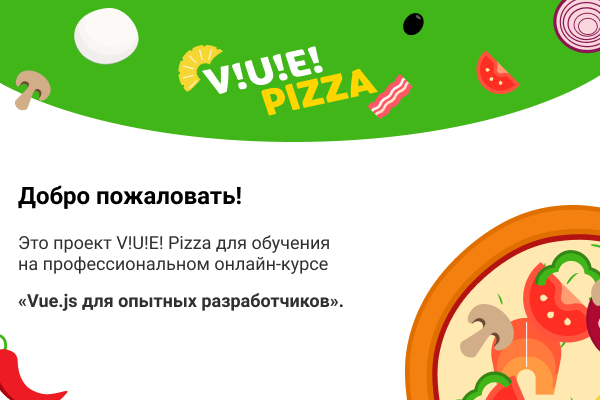 V!U!E!
PIZZA
Добро пожаловать!
Это проект V!U!E! Pizza для обучения
на профессиональном онлайн-курсе
«Vue.js для опытных разработчиков».